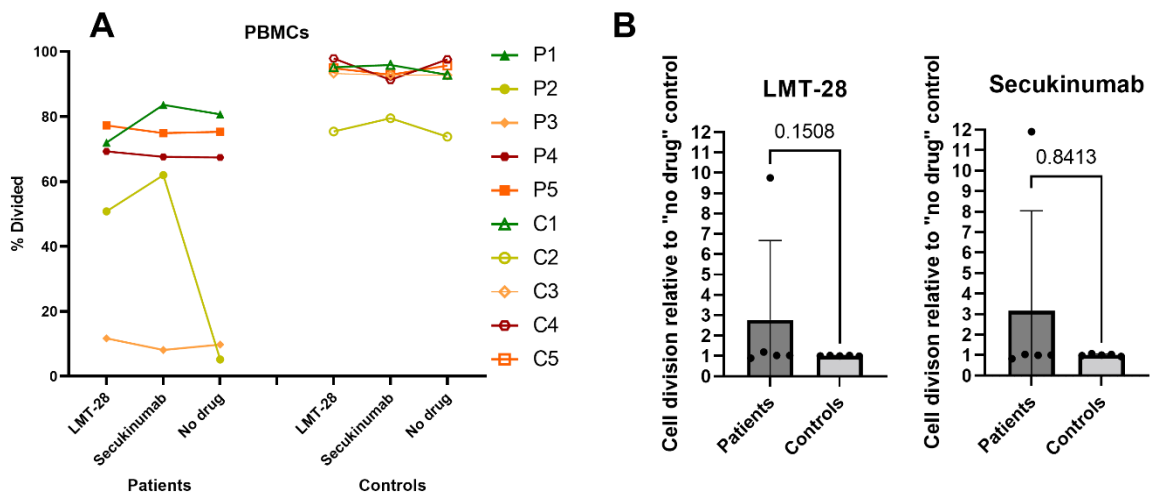 A
PBMCs
% Divided
100
80
60
40
20
0
LMT-28
Secukinumab
No drug
LMT-28
Secukinumab
No drug
Patients
Controls
P1
P2
P3
P4
P5
C1
C2
C3
C4
C5
B
LMT-28
Cell division relative to "no drug" control
12
11
10
9
8
7
6
5
4
3
2
1
0
0.1508
Patients
Controls
Secukinumab
Cell divison relative to "no drug" control
12
11
10
9
8
7
6
5
4
3
2
1
0
0.8413
Patients
Controls